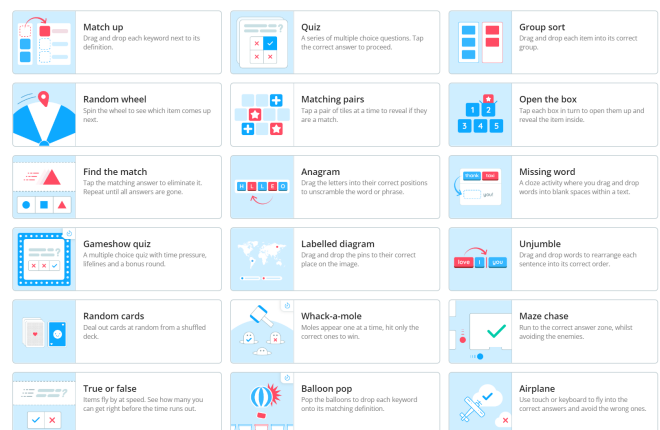 Match up
Drag and drop each keyword next to its
definition.
Quiz
A series of multiple choice questions. Tap
the correct answer to proceed.
?
Group sort
Drag and drop each item into its correct
group.
Random wheel
Spin the wheel to see which item comes up
next.
Matching pairs
Tap a pair of tiles at a time to reveal if they
are a match.
1 2
3 4 5
Open the box
Tap each box in turn to open them up and
reveal the item inside.
Find the match
Tap the matching answer to eliminate it.
Repeat until all answers are gone.
H L L E O
Anagram
Drag the letters into their correct positions
to unscramble the word or phrase.
thank
you!
Missing word
A cloze activity where you drag and drop
words into blank spaces within a text.
?
Gameshow quiz
A multiple choice quiz with time pressure,
lifelines and a bonus round.
Labelled diagram
Drag and drop the pins to their correct
place on the image.
love I you
Unjumble
Drag and drop words to rearrange each
sentence into its correct order.
Random cards
Deal out cards at random from a shuffled
deck.
Whack-a-mole
Moles appear one at a time, hit only the
correct ones to win.
Maze chase
Run to the correct answer zone, whilst
avoiding the enemies.
?
True or false
Items fly by at speed. See how many you
can get right before the time runs out.
Balloon pop
Pop the balloons to drop each keyword
onto its matching definition.
Airplane
Use touch or keyboard to fly into the
correct answers and avoid the wrong ones.